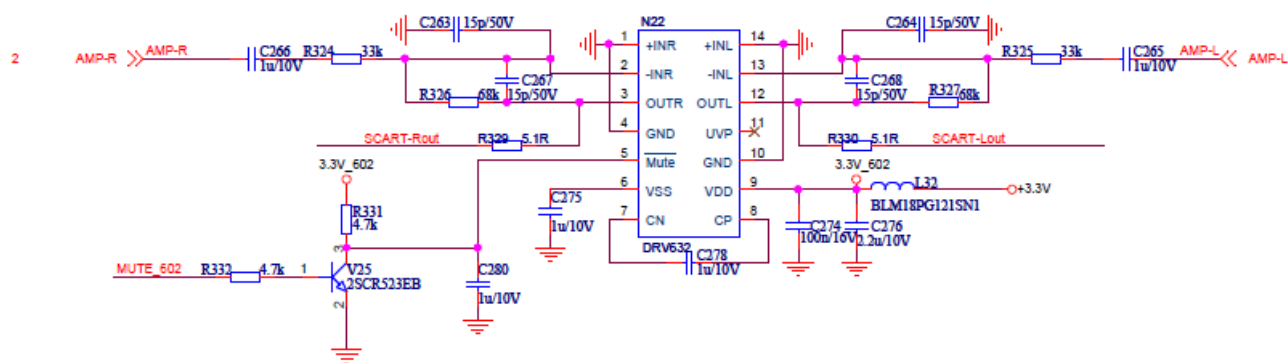 C263 15p/50V
N22
C264 15p/50V
1 +INR +INL 14
2 AMP-R AMP-R C266 1u/10V R324 33k
R325 33k C265 1u/10V AMP-L AMP-L
2 -INR -INL 13
C267 15p/50V
C268 15p/50V
R326 68k
R327 68k
3 OUTR OUTL 12
4 GND UVP 11
SCART-Rout R329 5.1R
R330 5.1R SCART-Lout
5 Mute GND 10
3.3V_602
3.3V_602
6 VSS VDD 9
L32
+3.3V
BLM18PG121SN1
C275 1u/10V
7 CN CP 8
R331 4.7k
C274 100n/16V
C276 2.2u/10V
DRV632
C278 1u/10V
3
MUTE_602 R332 4.7k 1
V25
2SCR523EB
2
C280 1u/10V